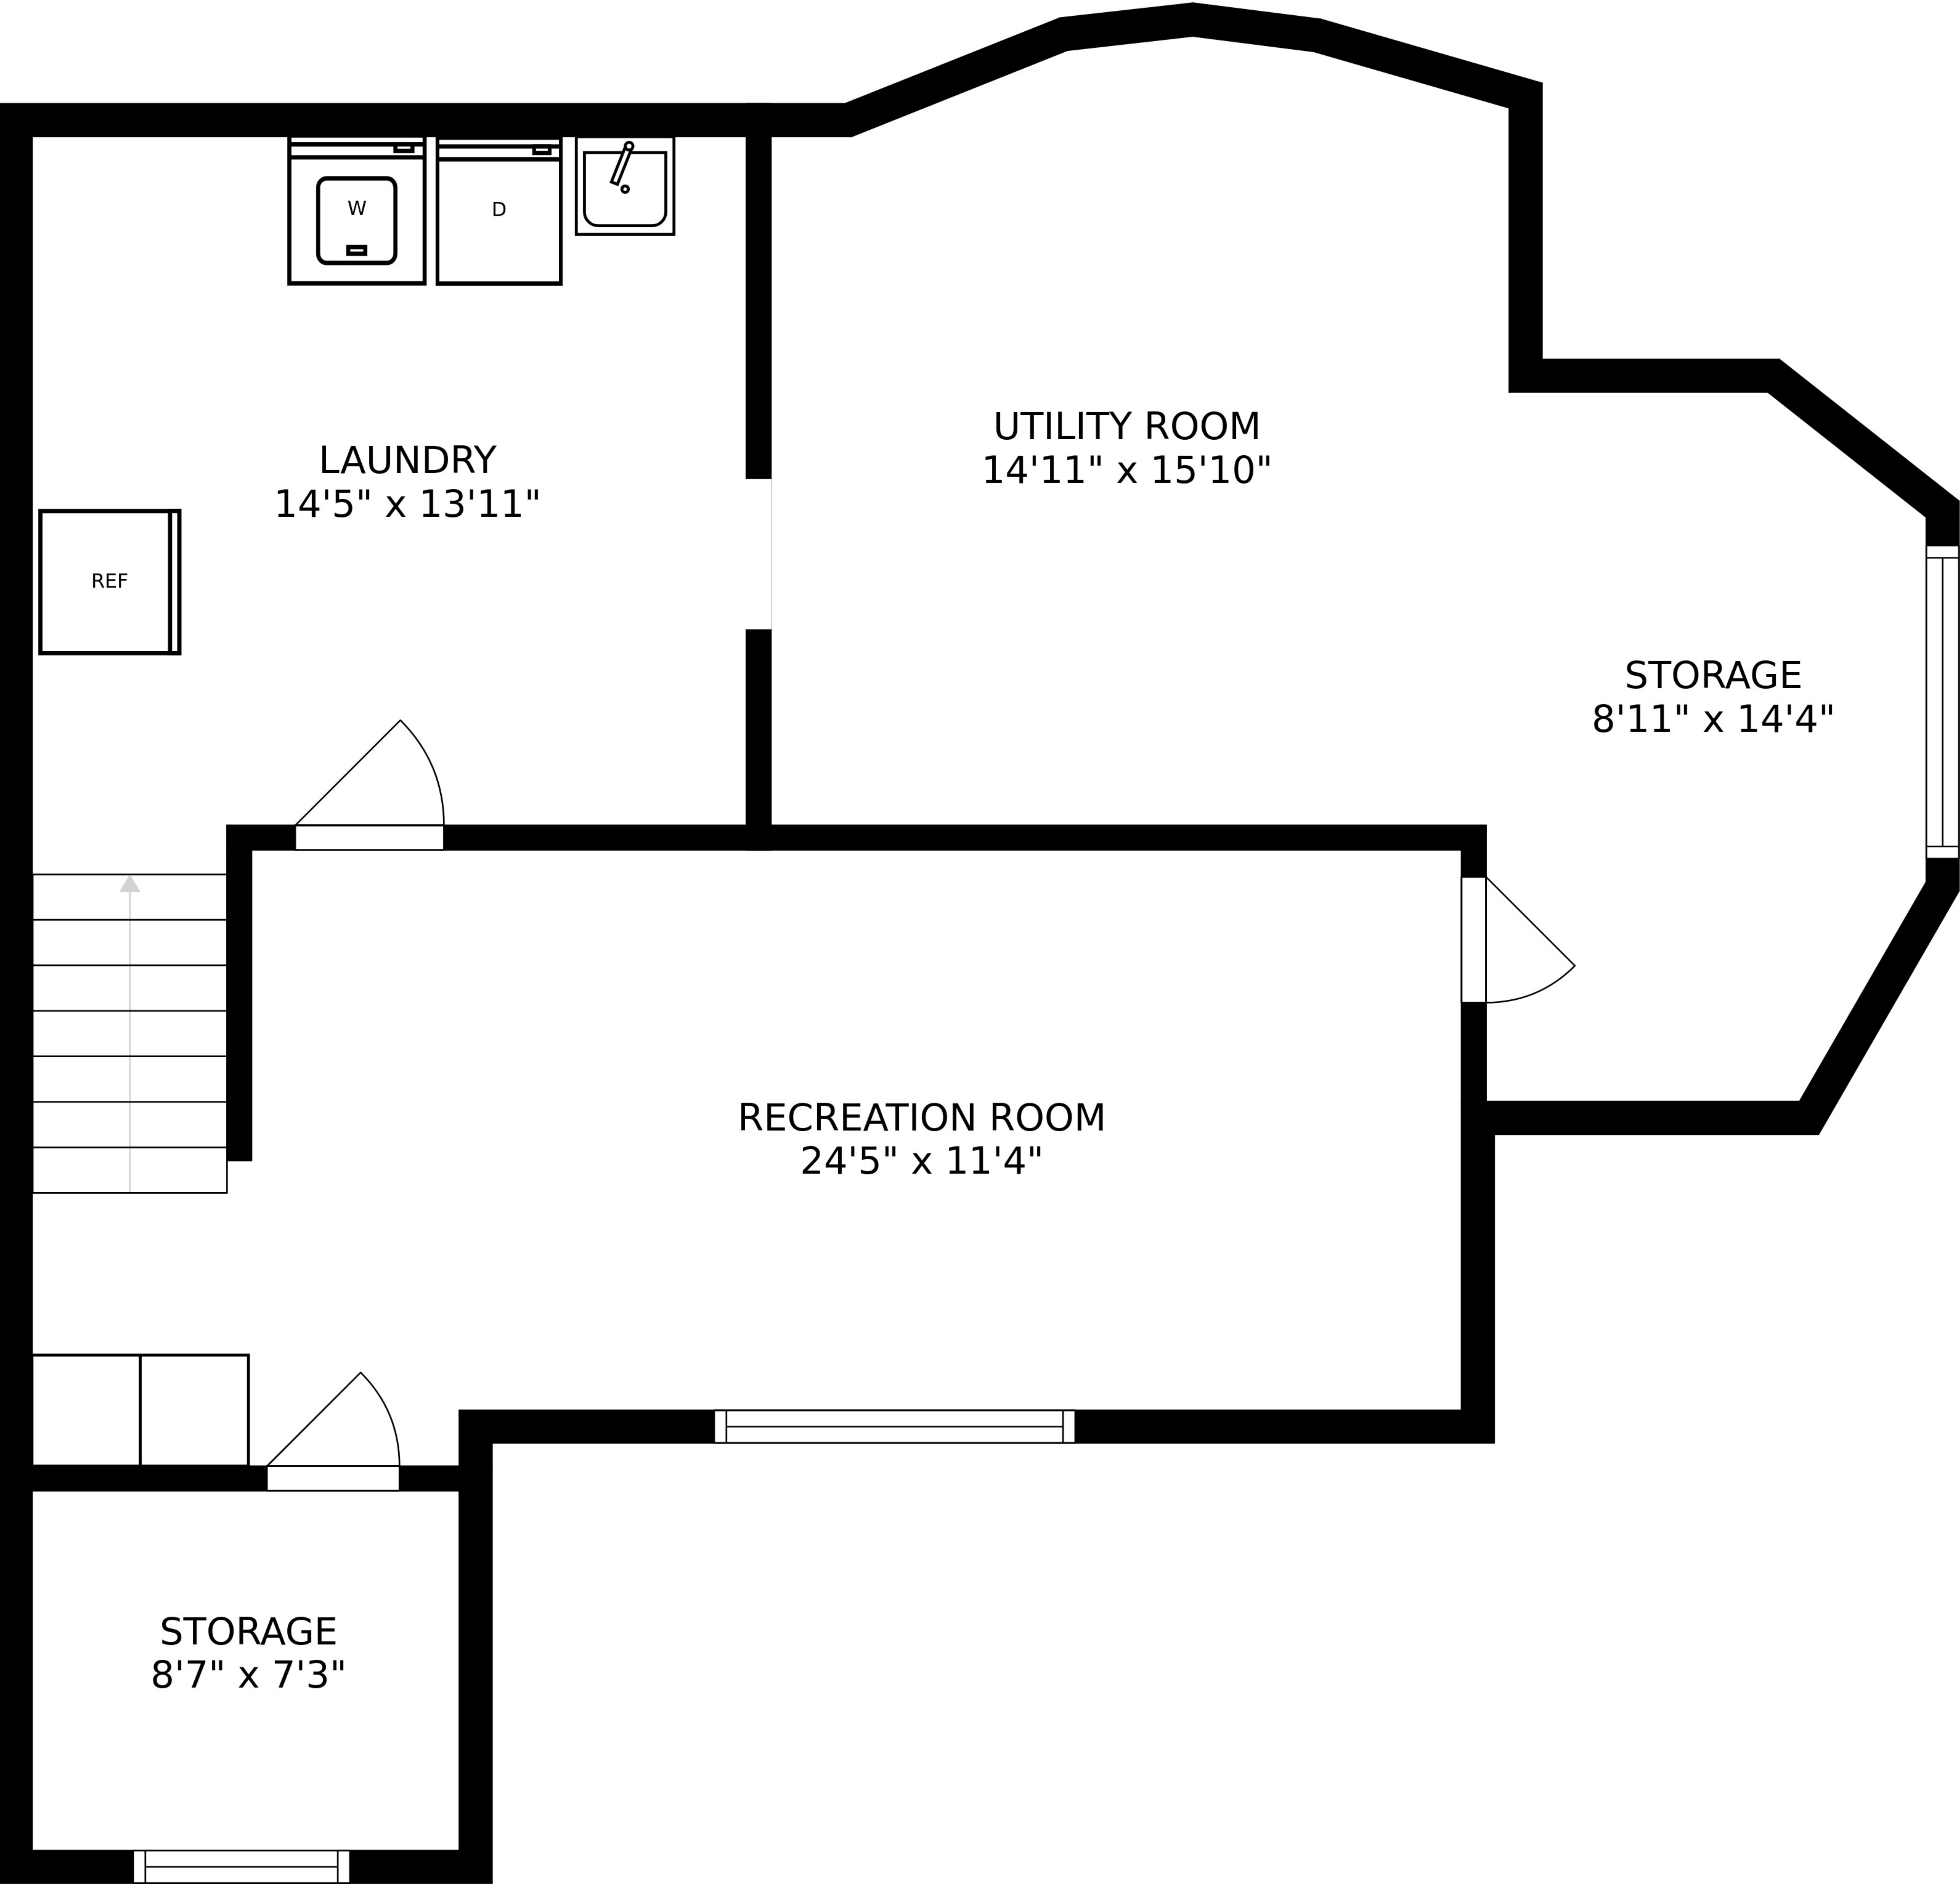 W
D
LAUNDRY
14'5" x 13'11"
UTILITY ROOM
14'11" x 15'10"
REF
STORAGE
8'11" x 14'4"
RECREATION ROOM
24'5" x 11'4"
STORAGE
8'7" x 7'3"